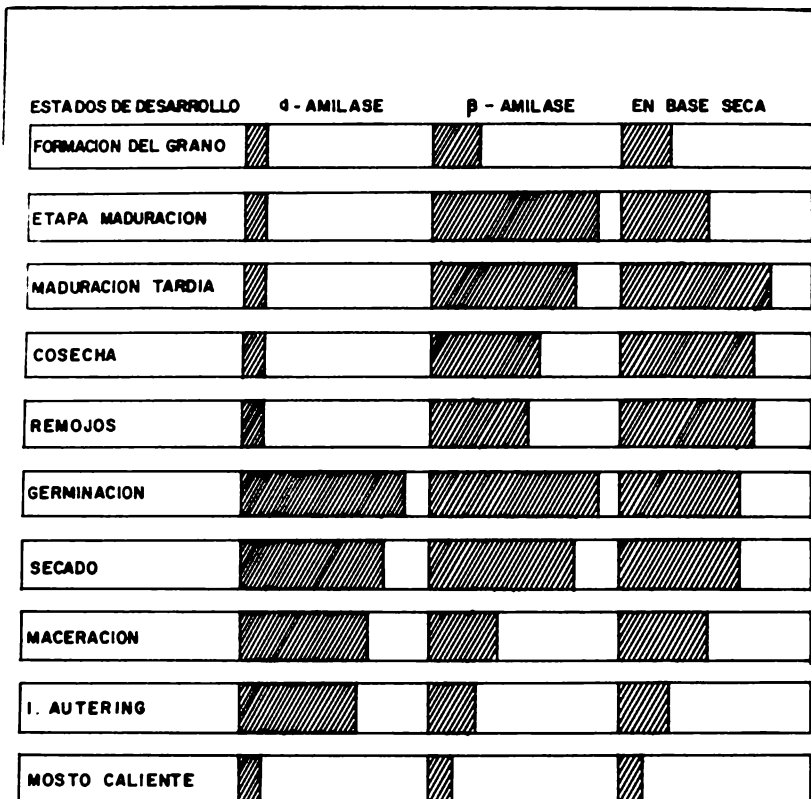 ESTADOS DE DESARROLLO α - AMILASE β - AMILASE EN BASE SECA
FORMACION DEL GRANO
ETAPA MADURACION
MADURACION TARDIA
COSECHA
REMOJOS
GERMINACION
SECADO
MACERACION
I. AUTERING
MOSTO CALIENTE